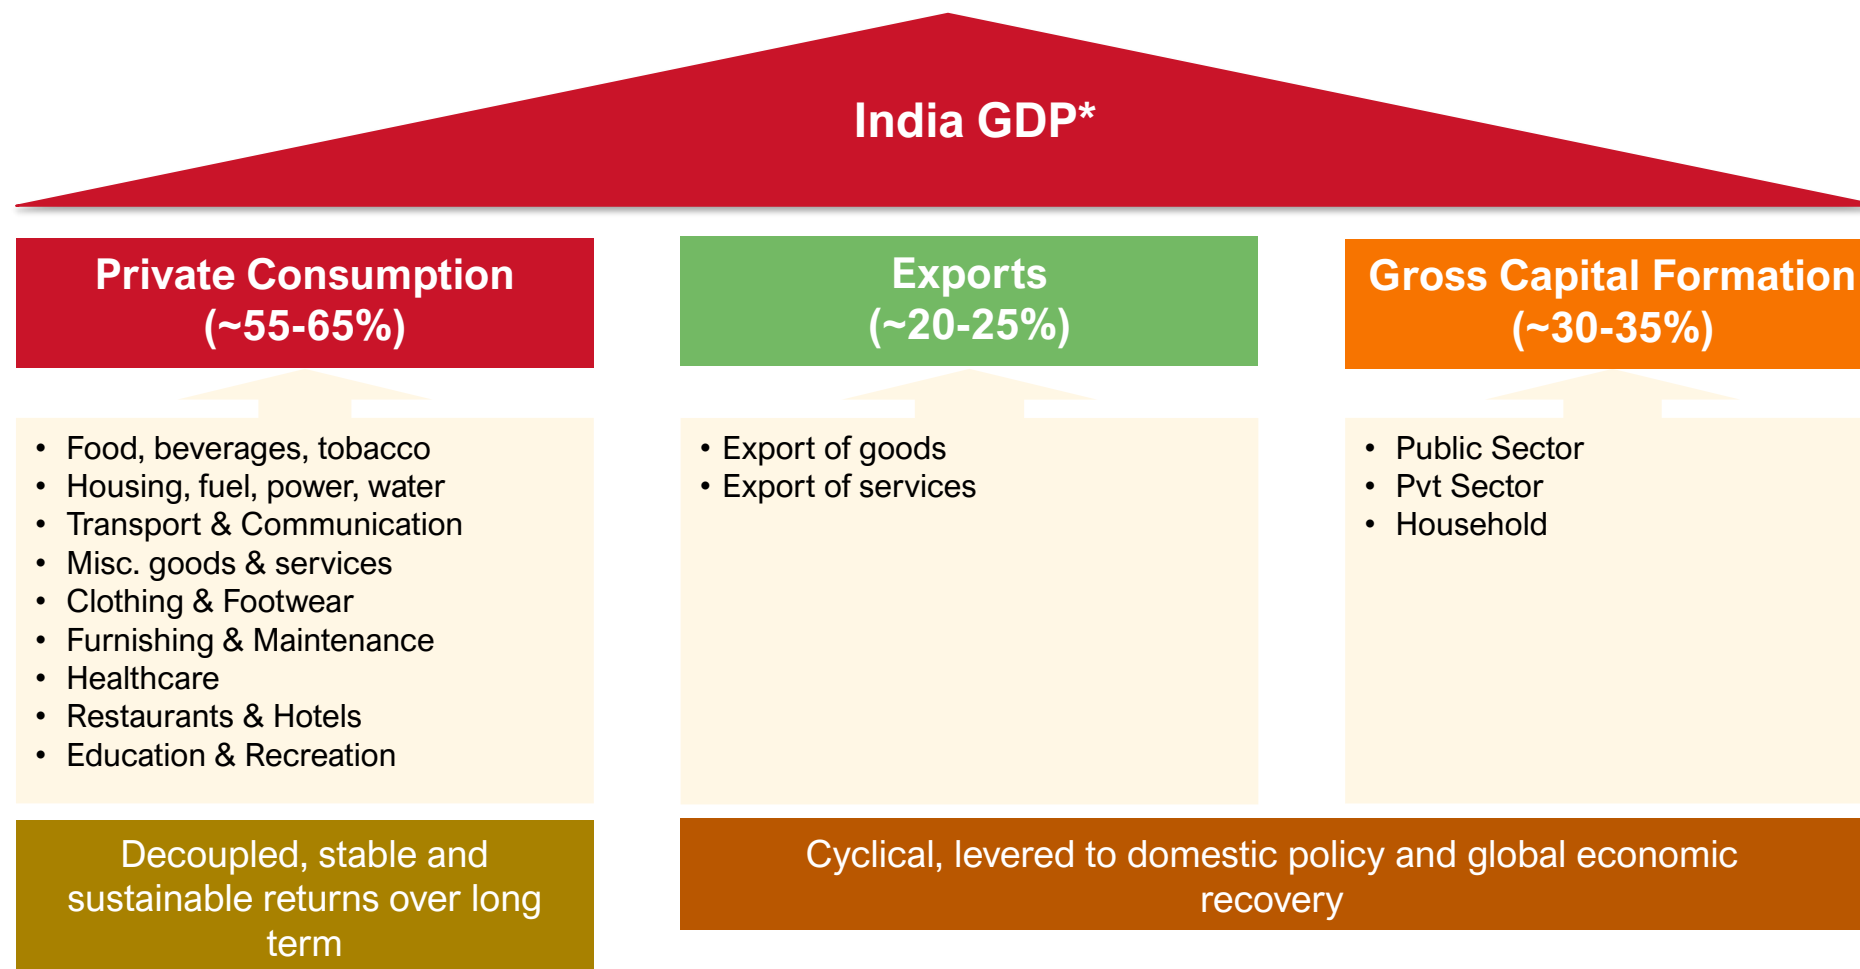 India GDP*
Private Consumption
(~55-65%)
• Food, beverages, tobacco
• Housing, fuel, power, water
• Transport & Communication
• Misc. goods & services
• Clothing & Footwear
• Furnishing & Maintenance
• Healthcare
• Restaurants & Hotels
• Education & Recreation
Decoupled, stable and
sustainable returns over long
term
Exports
(~20-25%)
• Export of goods
• Export of services
Gross Capital Formation
(~30-35%)
• Public Sector
• Pvt Sector
• Household
Cyclical, levered to domestic policy and global economic
recovery